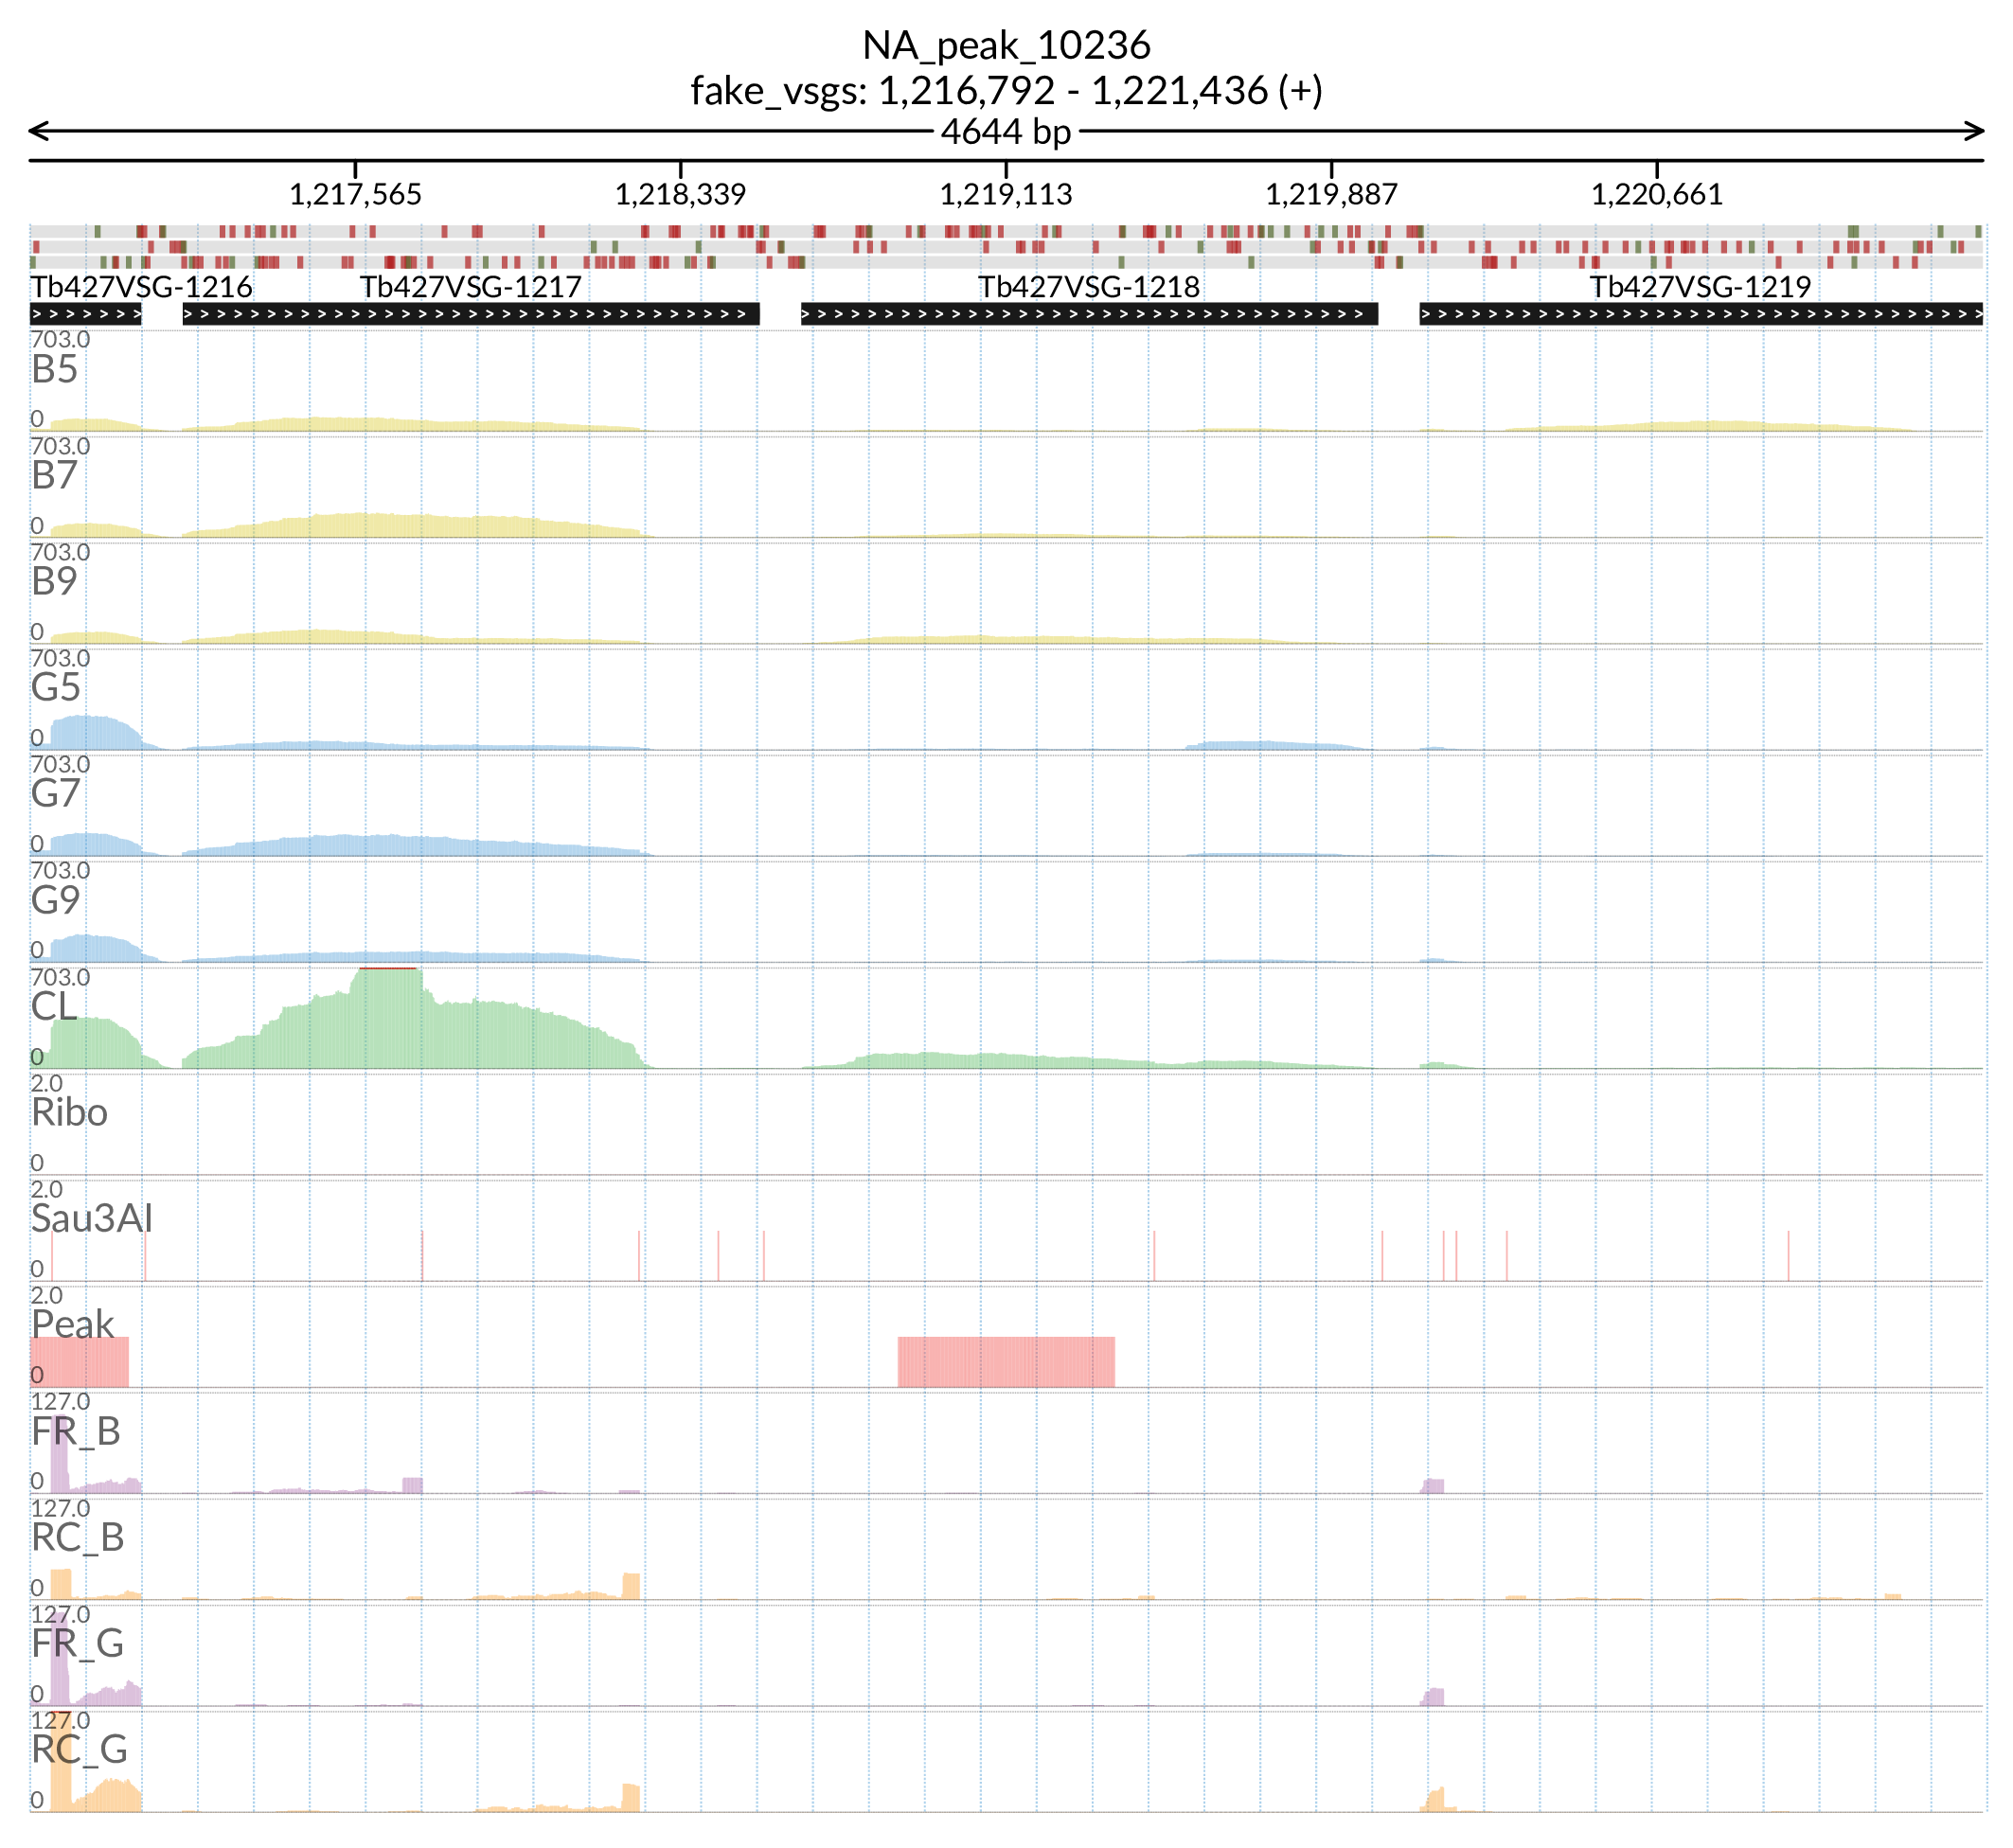 NA_peak_10236
fake_vsgs: 1,216,792 - 1,221,436 (+)
4644 bp
1,217,565 1,218,339 1,219,113 1,219,887 1,220,661
Tb427VSG-1216 Tb427VSG-1217 Tb427VSG-1218 Tb427VSG-1219
703.0
B5
0
703.0
B7
0
703.0
B9
0
703.0
G5
0
703.0
G7
0
703.0
G9
0
703.0
CL
0
2.0
Ribo
0
2.0
Sau3AI
0
2.0
Peak
0
127.0
FR_B
0
127.0
RC_B
0
127.0
FR_G
0
127.0
RC_G
0